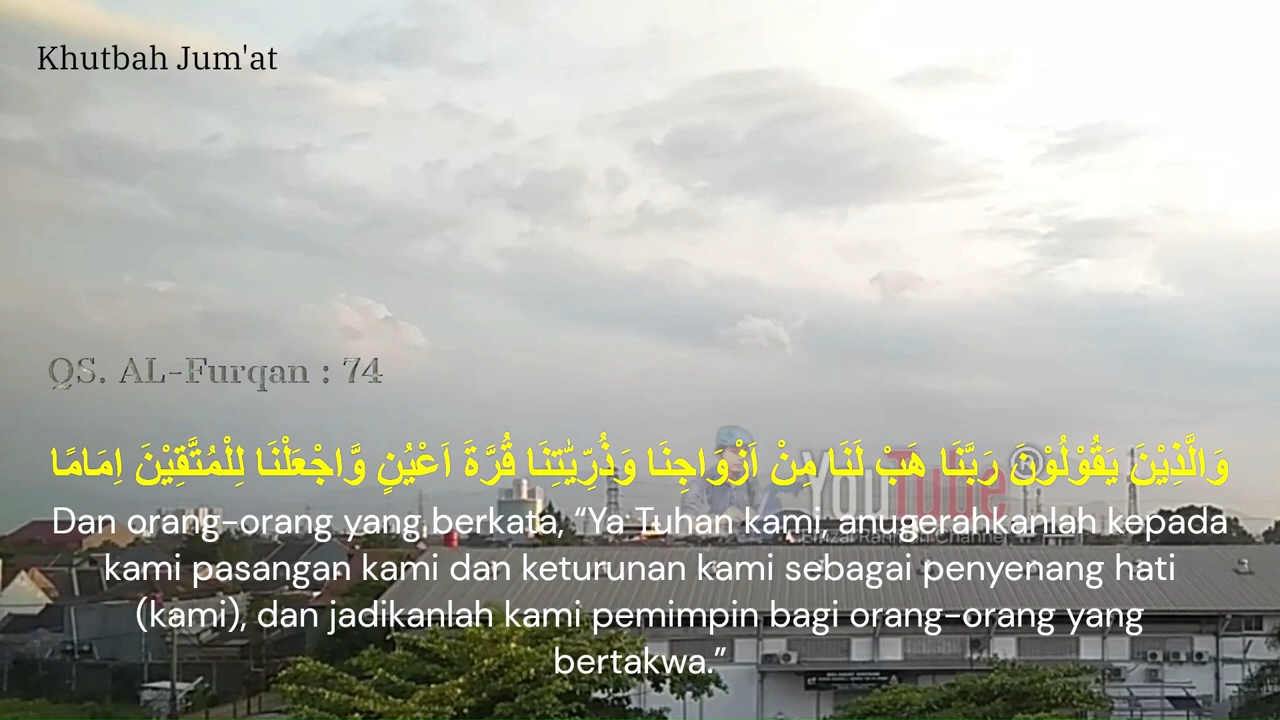 Khutbah Jum'at
QS. AL-Furqan : 74
وَالَّذِيْنَ يَقُوْلُوْنَ رَبَّنَا هَبْ لَنَا مِنْ اَزْوَاجِنَا وَذُرِّيّٰتِنَا قُرَّةَ اَعْيُنٍ وَّاجْعَلْنَا لِلْمُتَّقِيْنَ اِمَامًا
YouTube
Dan orang-orang yang berkata, “Ya Tuhan kami, anugerahkanlah kepada
kami pasangan kami dan keturunan kami sebagai penyenang hati
(kami), dan jadikanlah kami pemimpin bagi orang-orang yang
bertakwa.”